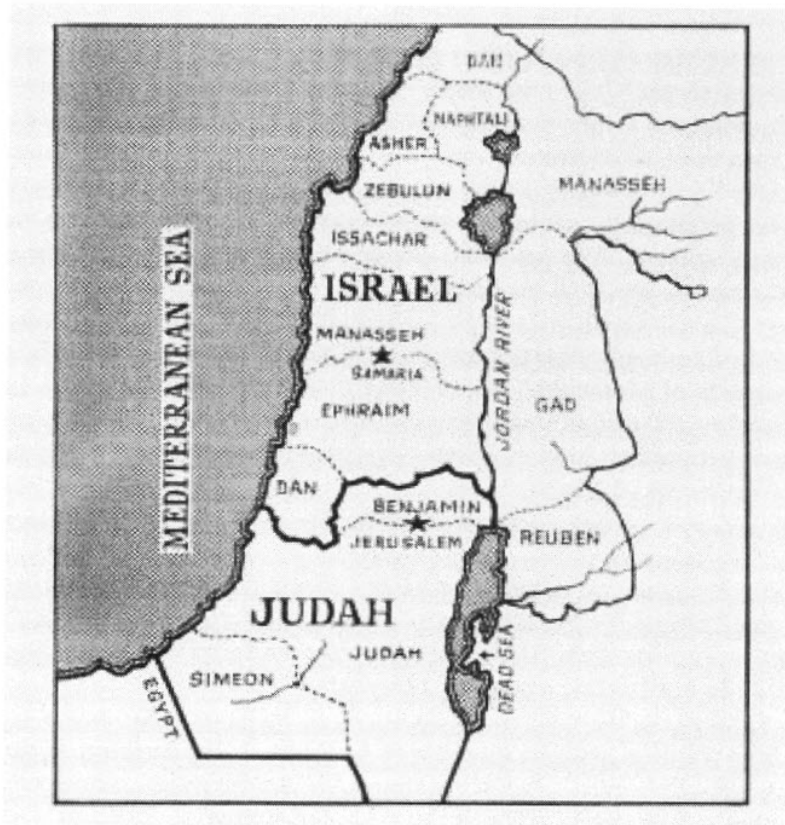 DAN
NAPHTALI
ASHER
ZEBULUN
MANASSEH
ISSACHAR
ISRAEL
MEDITERRANEAN SEA
MANASSEH
SAMARIA
JORDAN RIVER
EPHRAIM
GAD
DAN
BENJAMIN
JERUSALEM
REUBEN
JUDAH
JUDAH
SIMEON
DEAD SEA
EGYPT